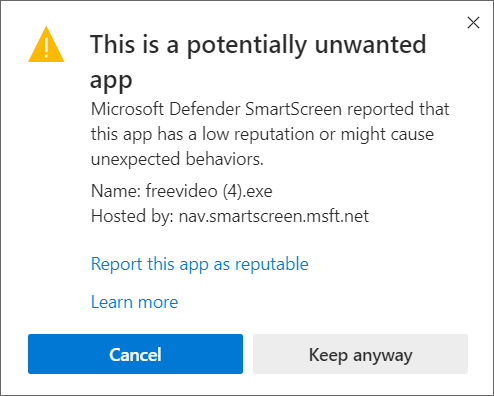 This is a potentially unwanted
app
Microsoft Defender SmartScreen reported that
this app has a low reputation or might cause
unexpected behaviors.
Name: freevideo (4).exe
Hosted by: nav.smartscreen.msft.net
Report this app as reputable
Learn more
Cancel
Keep anyway